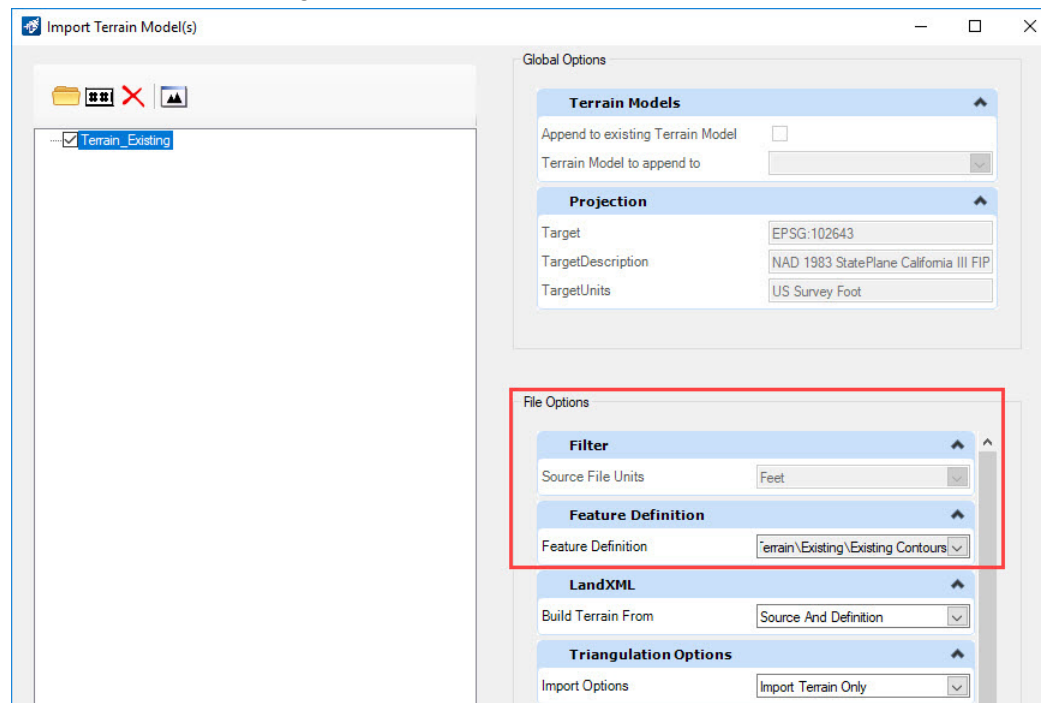 Import Terrain Model(s)
Terrain_Existing
Global Options
Terrain Models
Append to existing Terrain Model
Terrain Model to append to
Projection
Target EPSG:102643
TargetDescription NAD 1983 StatePlane California III FIP
TargetUnits US Survey Foot
File Options
Filter
Source File Units Feet
Feature Definition
Feature Definition Terrain\Existing\Existing Contours
LandXML
Build Terrain From Source And Definition
Triangulation Options
Import Options Import Terrain Only